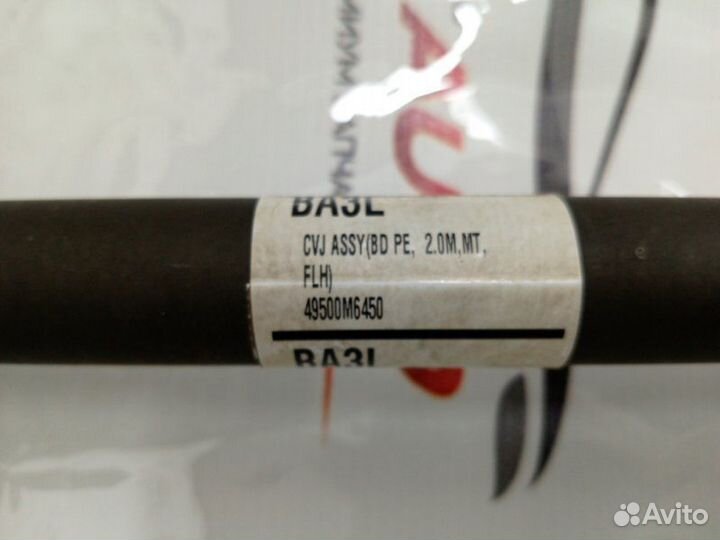 BA3L
CVJ ASSY(BD PE, 2.0M,MT,
FLH)
49500M6450
BA3L
Avito